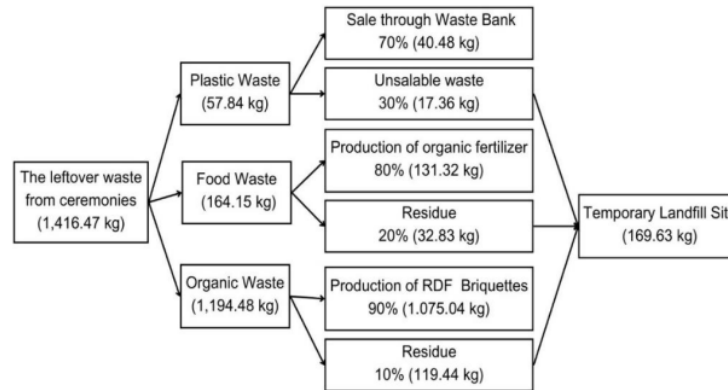 The leftover waste
from ceremonies
(1,416.47 kg)
Plastic Waste
(57.84 kg)
Food Waste
(164.15 kg)
Organic Waste
(1,194.48 kg)
Sale through Waste Bank
70% (40.48 kg)
Unsalable waste
30% (17.36 kg)
Production of organic fertilizer
80% (131.32 kg)
Residue
20% (32.83 kg)
Production of RDF Briquettes
90% (1.075.04 kg)
Residue
10% (119.44 kg)
Temporary Landfill Sit
(169.63 kg)